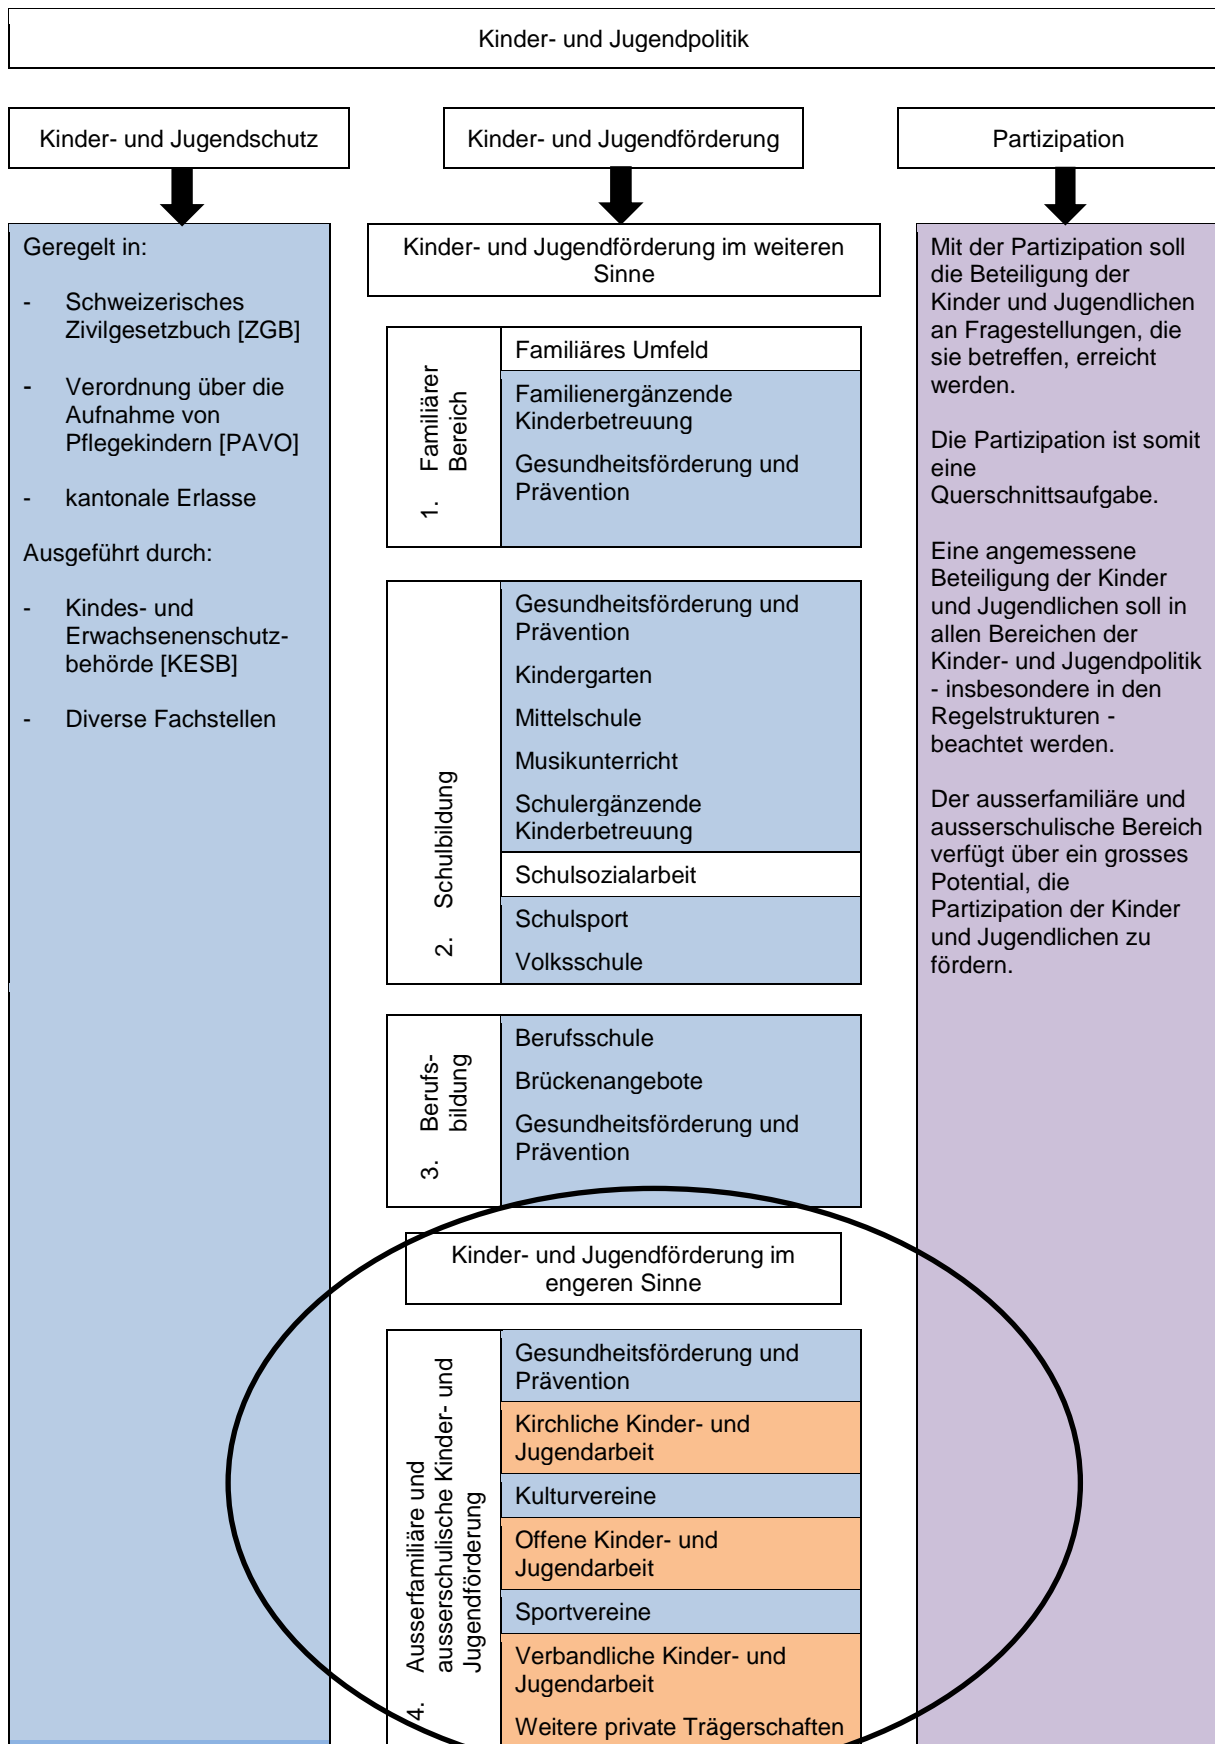 Kinder- und Jugendpolitik
Kinder- und Jugendschutz
Kinder- und Jugendförderung
Partizipation
Geregelt in:
- Schweizerisches
Zivilgesetzbuch [ZGB]
- Verordnung über die
Aufnahme von
Pflegekindern [PAVO]
- kantonale Erlasse
Ausgeführt durch:
- Kindes- und
Erwachsenenschutz-
behörde [KESB]
- Diverse Fachstellen
Kinder- und Jugendförderung im weiteren
Sinne
1. Familiärer
Bereich
Familiäres Umfeld
Familienergänzende
Kinderbetreuung
Gesundheitsförderung und
Prävention
2. Schulbildung
Gesundheitsförderung und
Prävention
Kindergarten
Mittelschule
Musikunterricht
Schulergänzende
Kinderbetreuung
Schulsozialarbeit
Schulsport
Volksschule
3. Berufs-
bildung
Berufsschule
Brückenangebote
Gesundheitsförderung und
Prävention
Kinder- und Jugendförderung im
engeren Sinne
4. Ausserfamiliäre und
ausserschulische Kinder- und
Jugendförderung
Gesundheitsförderung und
Prävention
Kirchliche Kinder- und
Jugendarbeit
Kulturvereine
Offene Kinder- und
Jugendarbeit
Sportvereine
Verbandliche Kinder- und
Jugendarbeit
Weitere private Trägerschaften
Mit der Partizipation soll
die Beteiligung der
Kinder und Jugendlichen
an Fragestellungen, die
sie betreffen, erreicht
werden.
Die Partizipation ist somit
eine
Querschnittsaufgabe.
Eine angemessene
Beteiligung der Kinder
und Jugendlichen soll in
allen Bereichen der
Kinder- und Jugendpolitik
- insbesondere in den
Regelstrukturen -
beachtet werden.
Der ausserfamiliäre und
ausserschulische Bereich
verfügt über ein grosses
Potential, die
Partizipation der Kinder
und Jugendlichen zu
fördern.